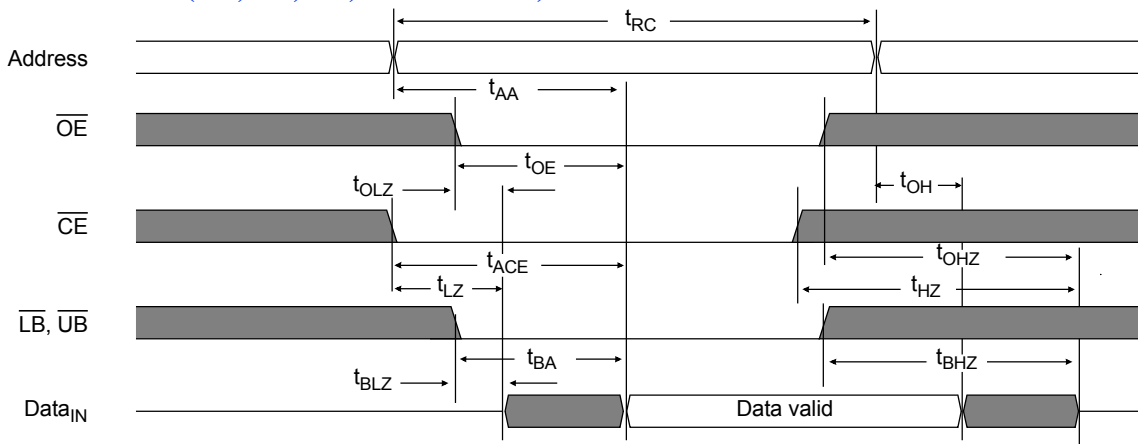 tRC
Address
tAA
OE
tOE
tOLZ
tOH
CE
tACE
tOHZ
tLZ
tHZ
LB, UB
tBA
tBHZ
tBLZ
DataIN
Data valid